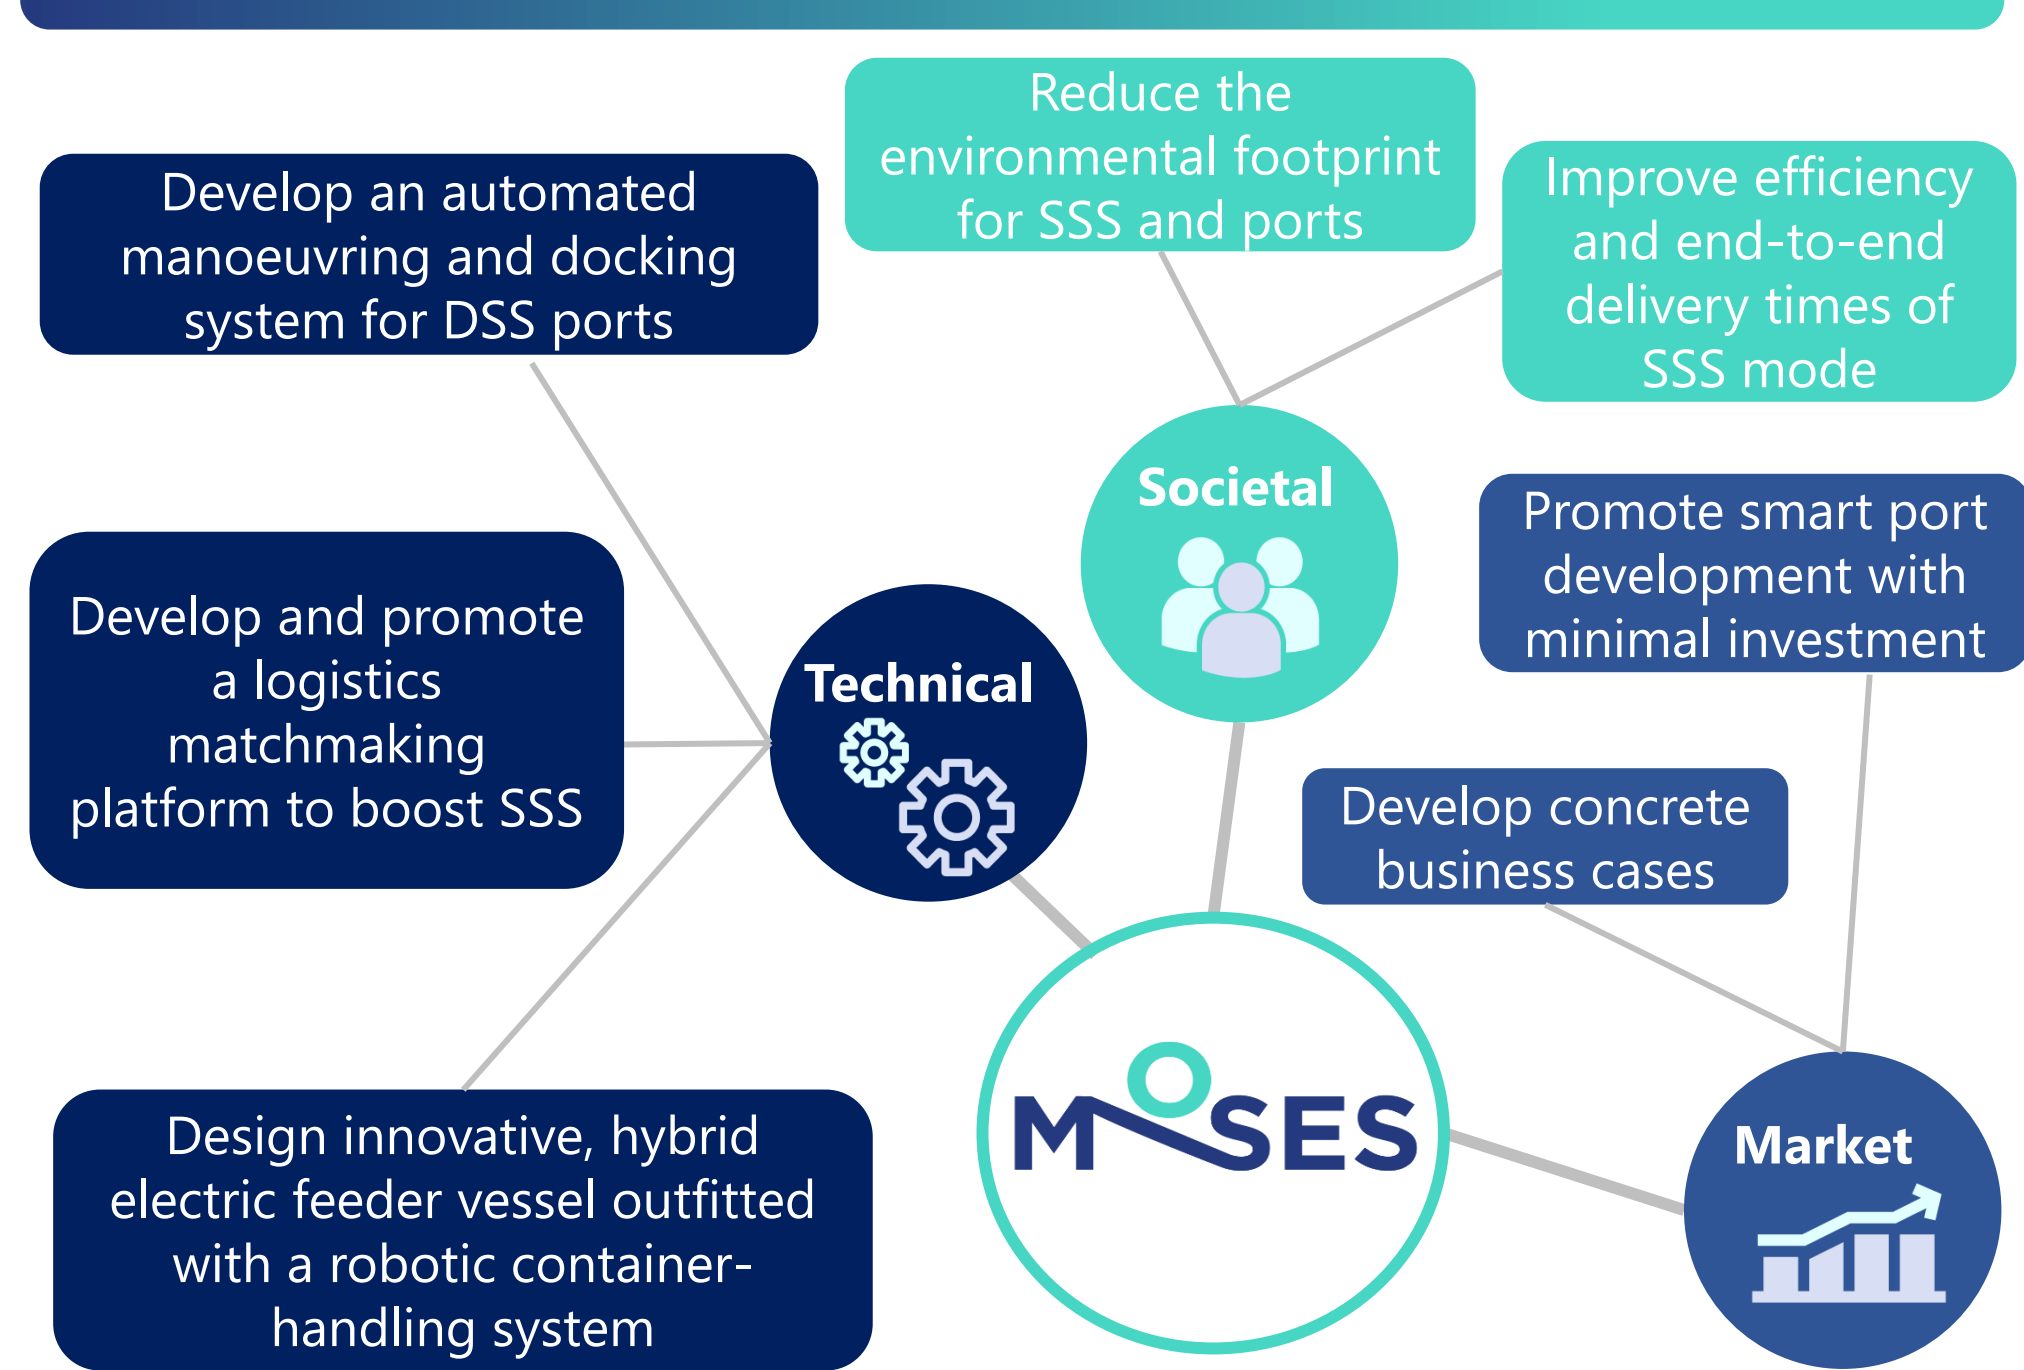 Reduce the
environmental footprint
for SSS and ports
Improve efficiency
and end-to-end
delivery times of
SSS mode
Develop an automated
manoeuvring and docking
system for DSS ports
Societal
Promote smart port
development with
minimal investment
Develop and promote
a logistics
matchmaking
platform to boost SSS
Technical
Develop concrete
business cases
MOSES
Market
Design innovative, hybrid
electric feeder vessel outfitted
with a robotic container-
handling system